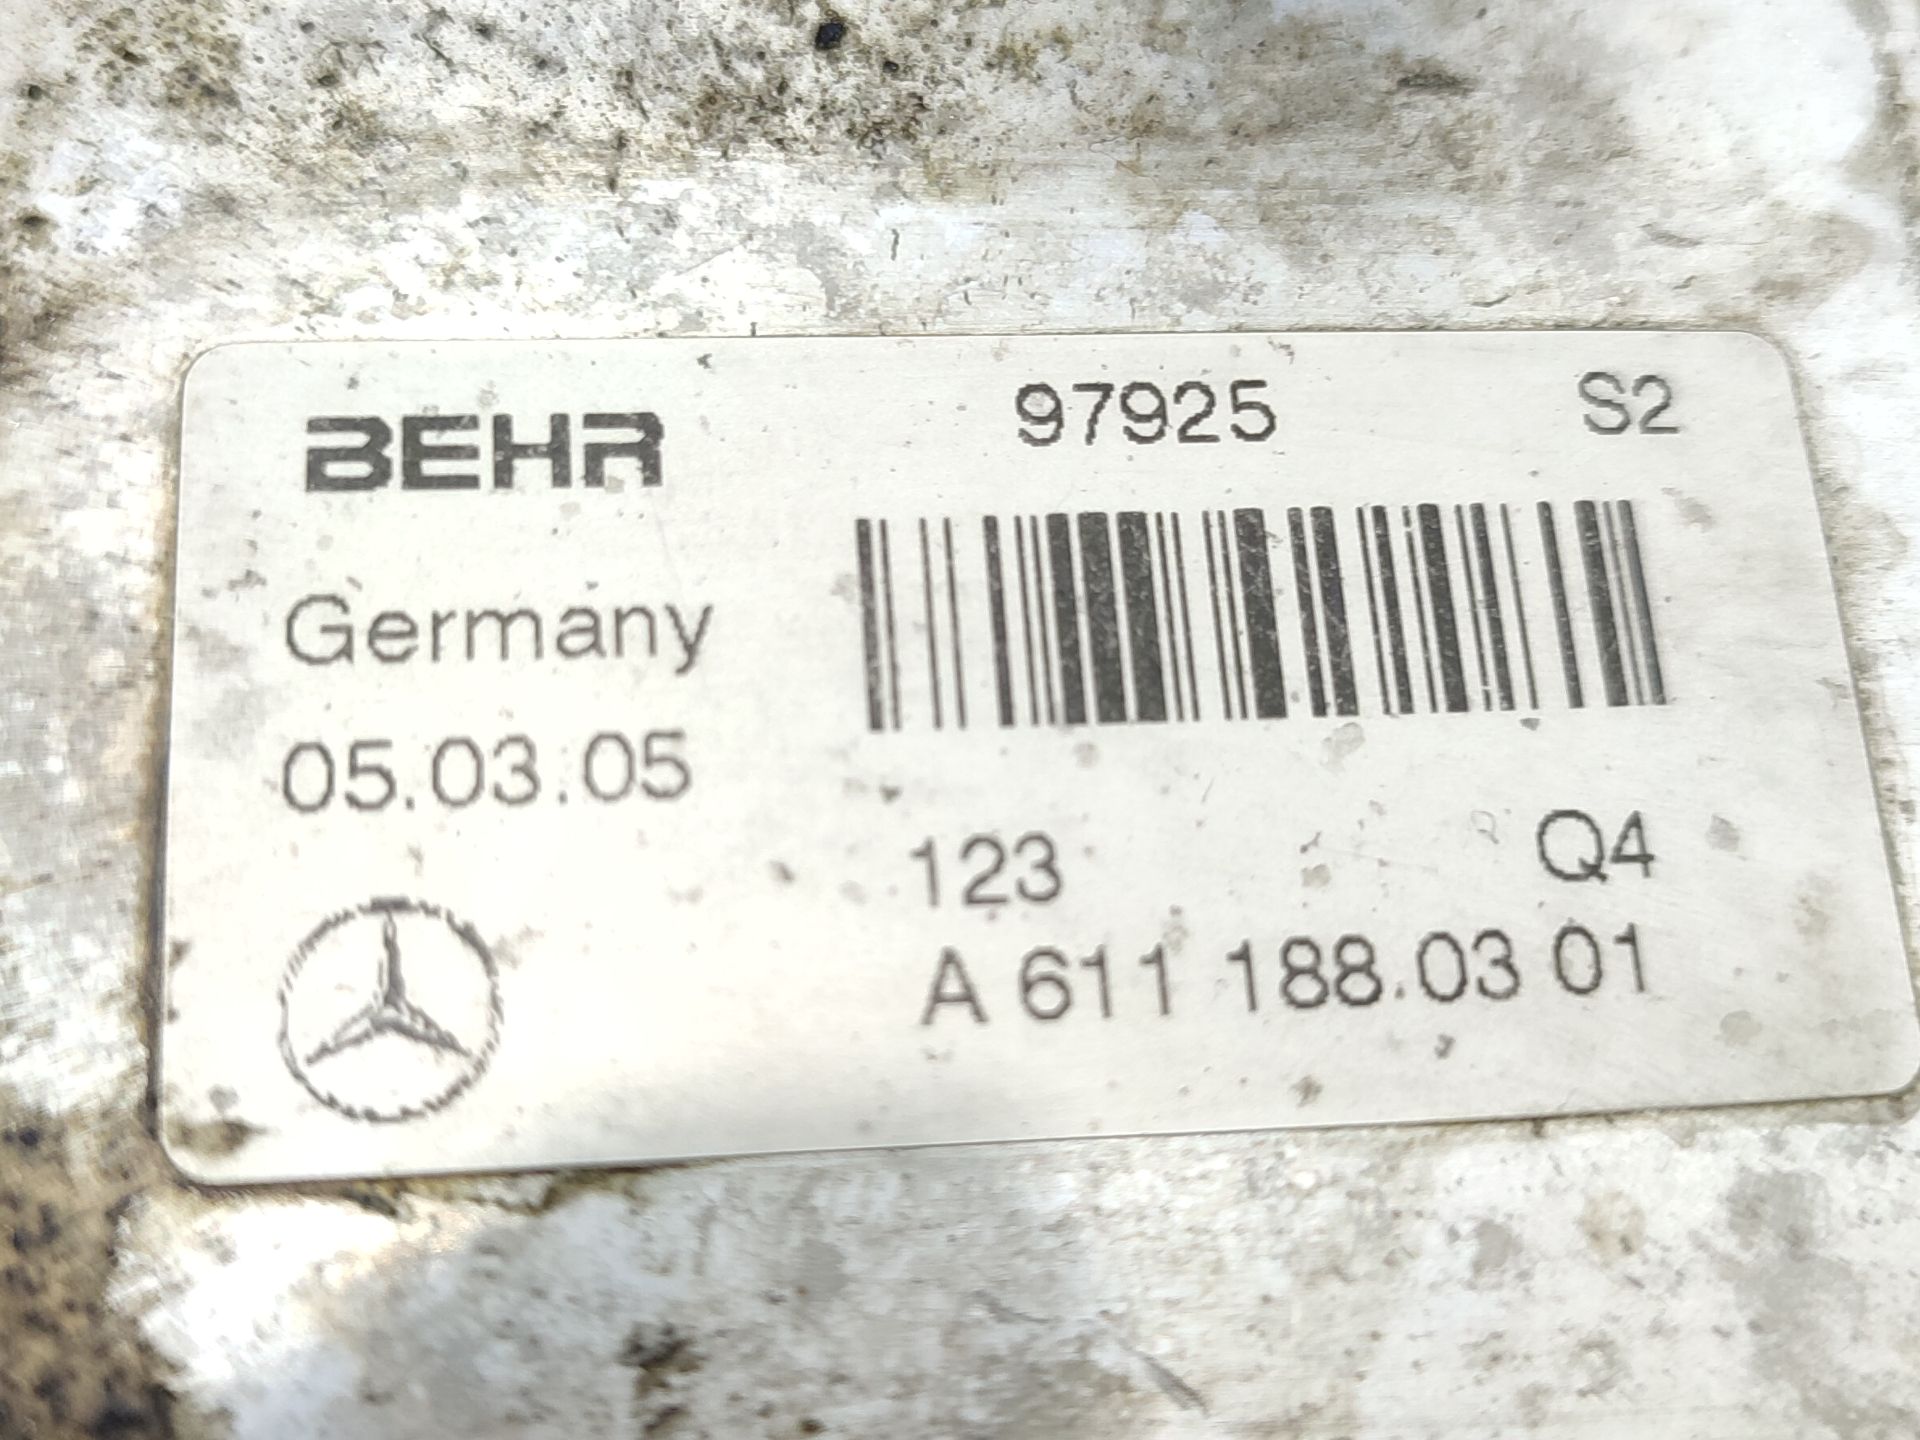 BEHR 97925 S2
Germany
05.03.05
123 Q4
A 611 188.03 01